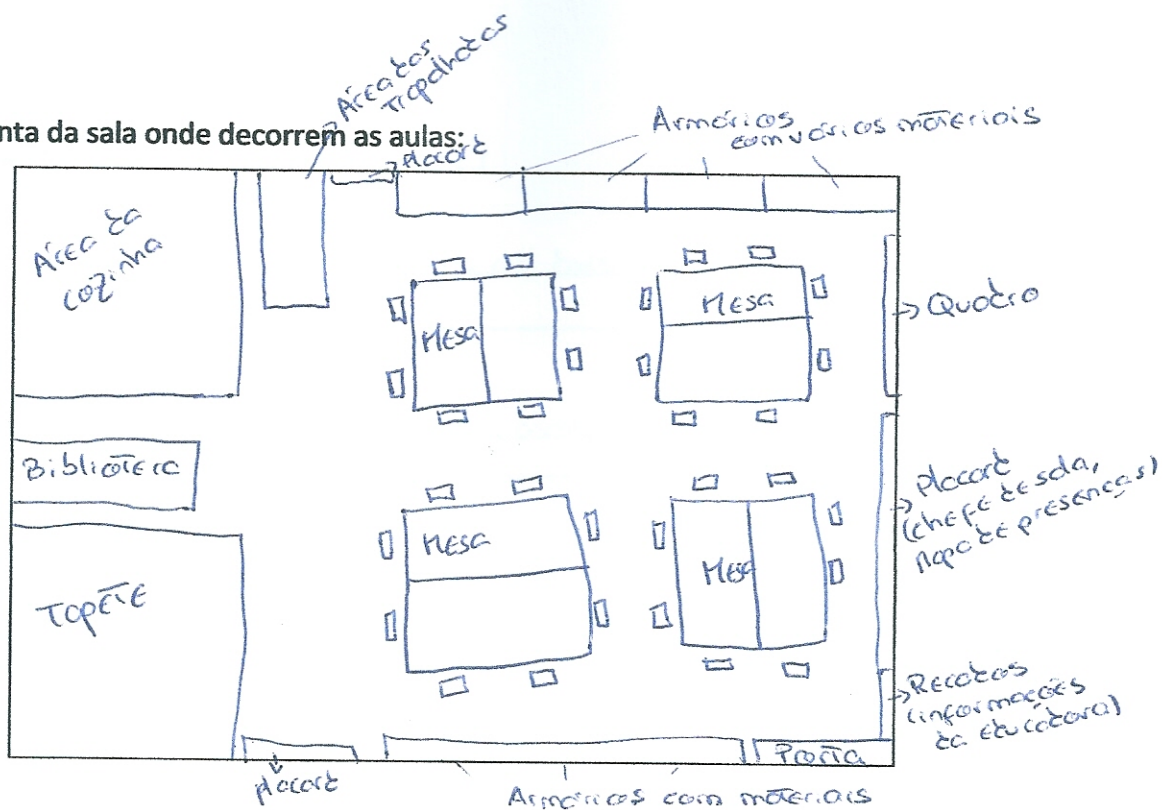 Área das
Trapalhadas
nta da sala onde decorrem as aulas:
Placard
Armários
com vários materiais
Área da
cozinha
Mesa
Mesa
Quadro
Biblioteca
Placard
(chefe de sala,
mapa de presenças)
Mesa
Mesa
Tapete
Recados
(informações
da educadora)
placard
Porta
Armários com materiais